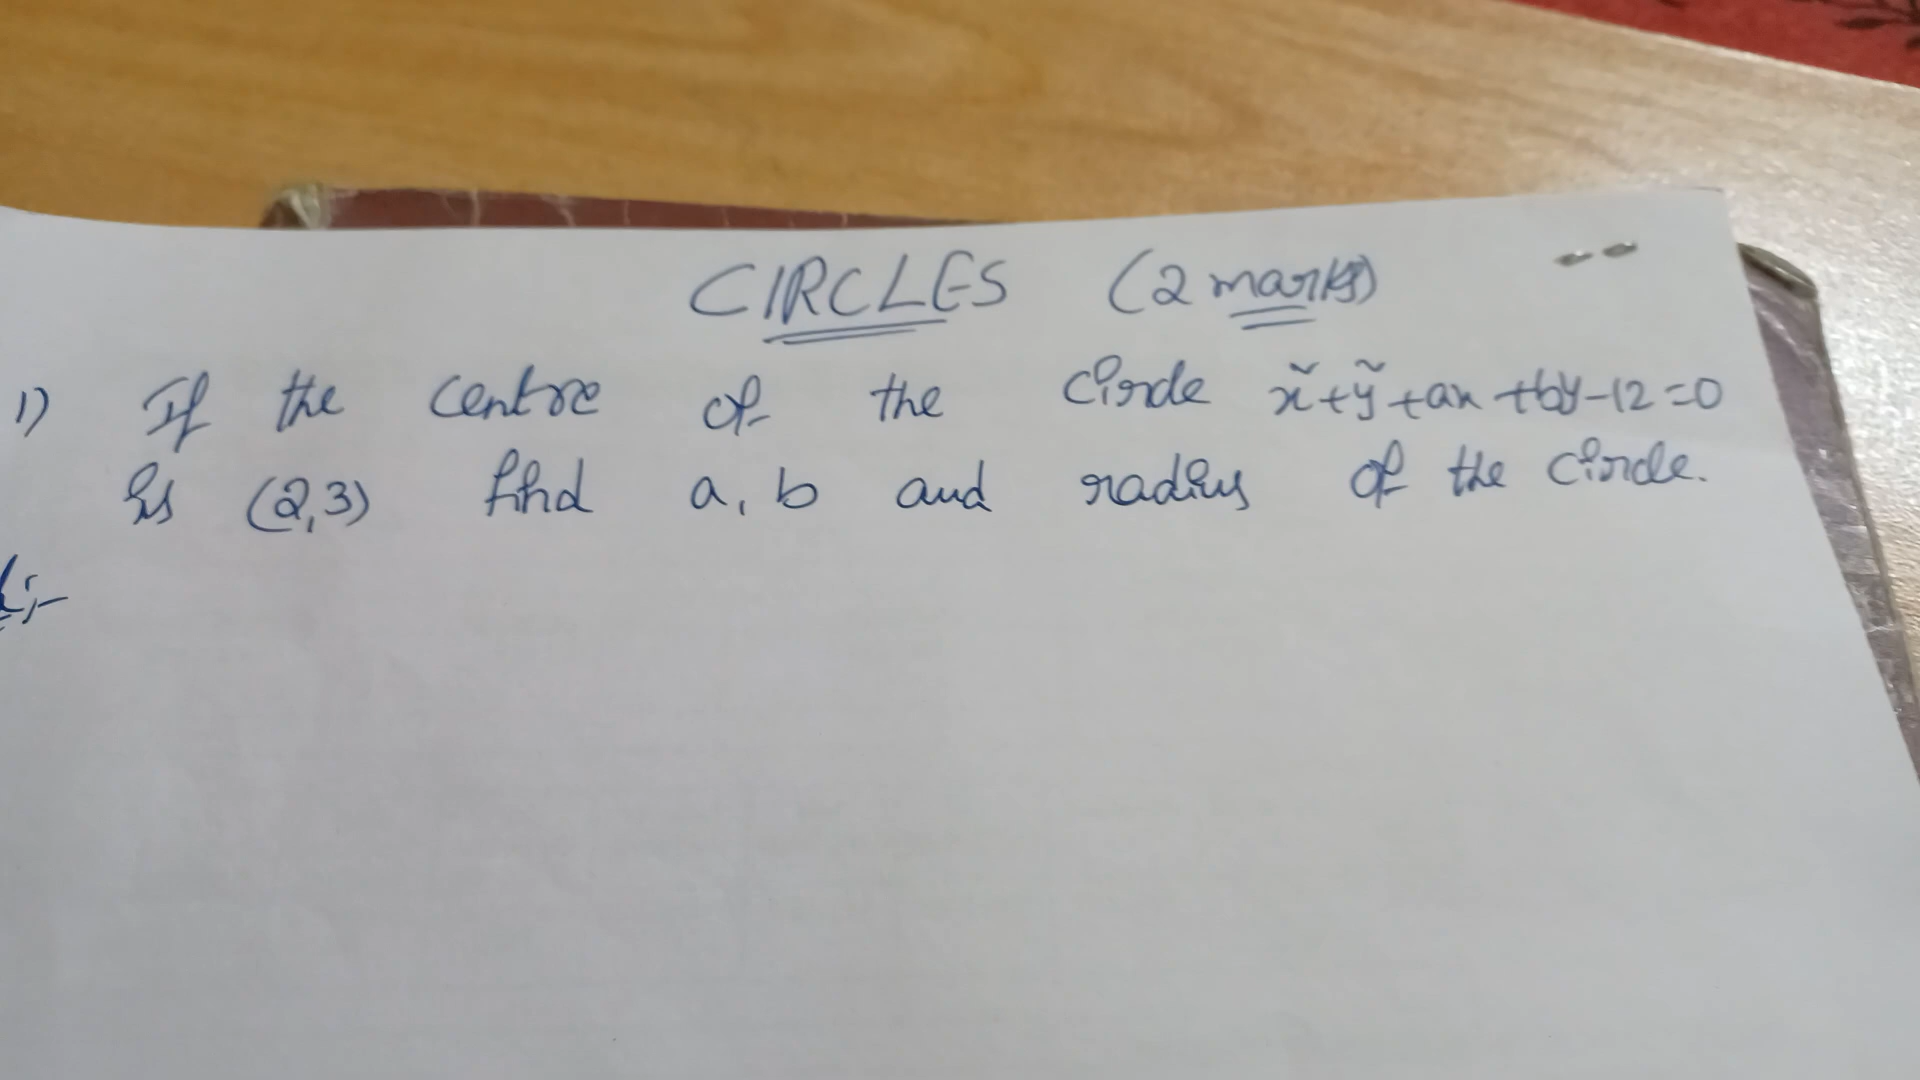 CIRCLES (2 marks)
1) If the centre of the circle x²+y²+ax+by-12=0
is (2,3) find a, b and radius of the circle.